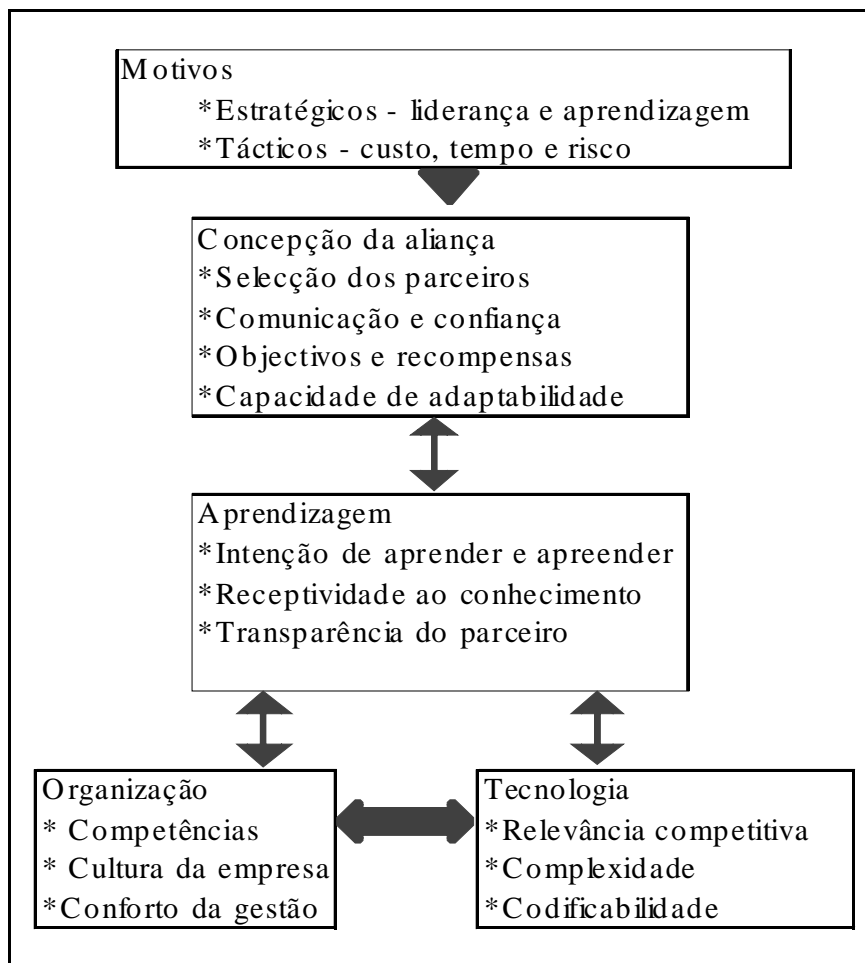 Motivos
*Estratégicos - liderança e aprendizagem
*Tácticos - custo, tempo e risco
Concepção da aliança
*Selecção dos parceiros
*Comunicação e confiança
*Objectivos e recompensas
*Capacidade de adaptabilidade
Aprendizagem
*Intenção de aprender e apreender
*Receptividade ao conhecimento
*Transparência do parceiro
Organização
* Competências
* Cultura da empresa
*Conforto da gestão
Tecnologia
*Relevância competitiva
*Complexidade
*Codificabilidade